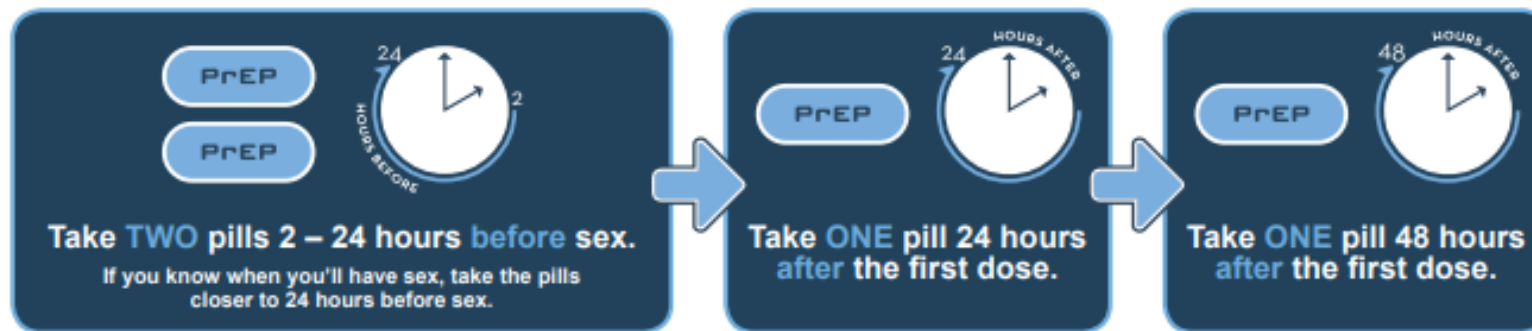 PrEP
PrEP
24
2
HOURS BEFORE
Take TWO pills 2 – 24 hours before sex.
If you know when you'll have sex, take the pills
closer to 24 hours before sex.
PrEP
24
HOURS AFTER
Take ONE pill 24 hours
after the first dose.
PrEP
48
HOURS AFTER
Take ONE pill 48 hours
after the first dose.